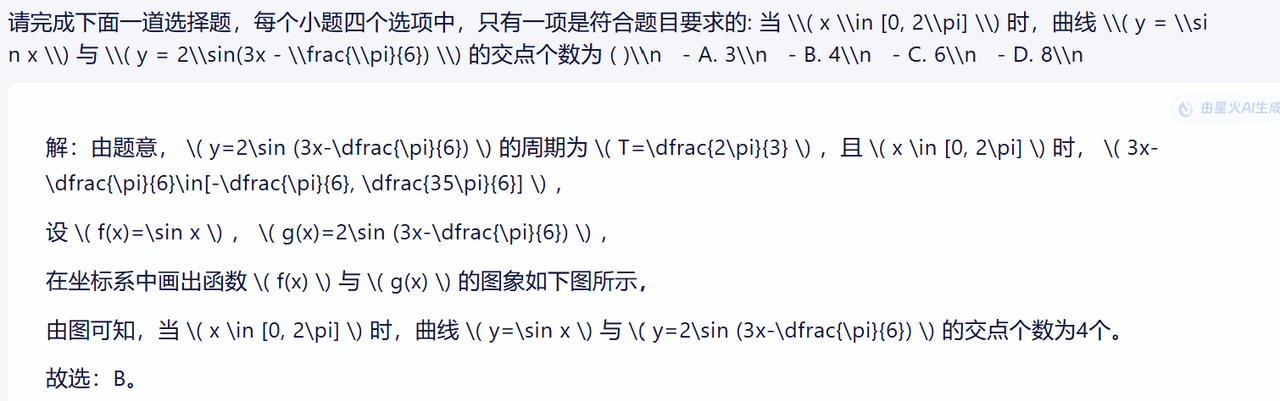 请完成下面一道选择题，每个小题四个选项中，只有一项是符合题目要求的: 当 \\( x \\in [0, 2\\pi] \\) 时，曲线 \\( y = \\si
n x \\) 与 \\( y = 2\\sin(3x - \\frac{\\pi}{6}) \\) 的交点个数为 ( )\\n - A. 3\\n - B. 4\\n - C. 6\\n - D. 8\\n
由星火AI生成
解：由题意， \( y=2\sin (3x-\dfrac{\pi}{6}) \) 的周期为 \( T=\dfrac{2\pi}{3} \) ，且 \( x \in [0, 2\pi] \) 时， \( 3x-
\dfrac{\pi}{6}\in[-\dfrac{\pi}{6}, \dfrac{35\pi}{6}] \) ，
设 \( f(x)=\sin x \) ， \( g(x)=2\sin (3x-\dfrac{\pi}{6}) \) ，
在坐标系中画出函数 \( f(x) \) 与 \( g(x) \) 的图象如下图所示，
由图可知，当 \( x \in [0, 2\pi] \) 时，曲线 \( y=\sin x \) 与 \( y=2\sin (3x-\dfrac{\pi}{6}) \) 的交点个数为4个。
故选：B。